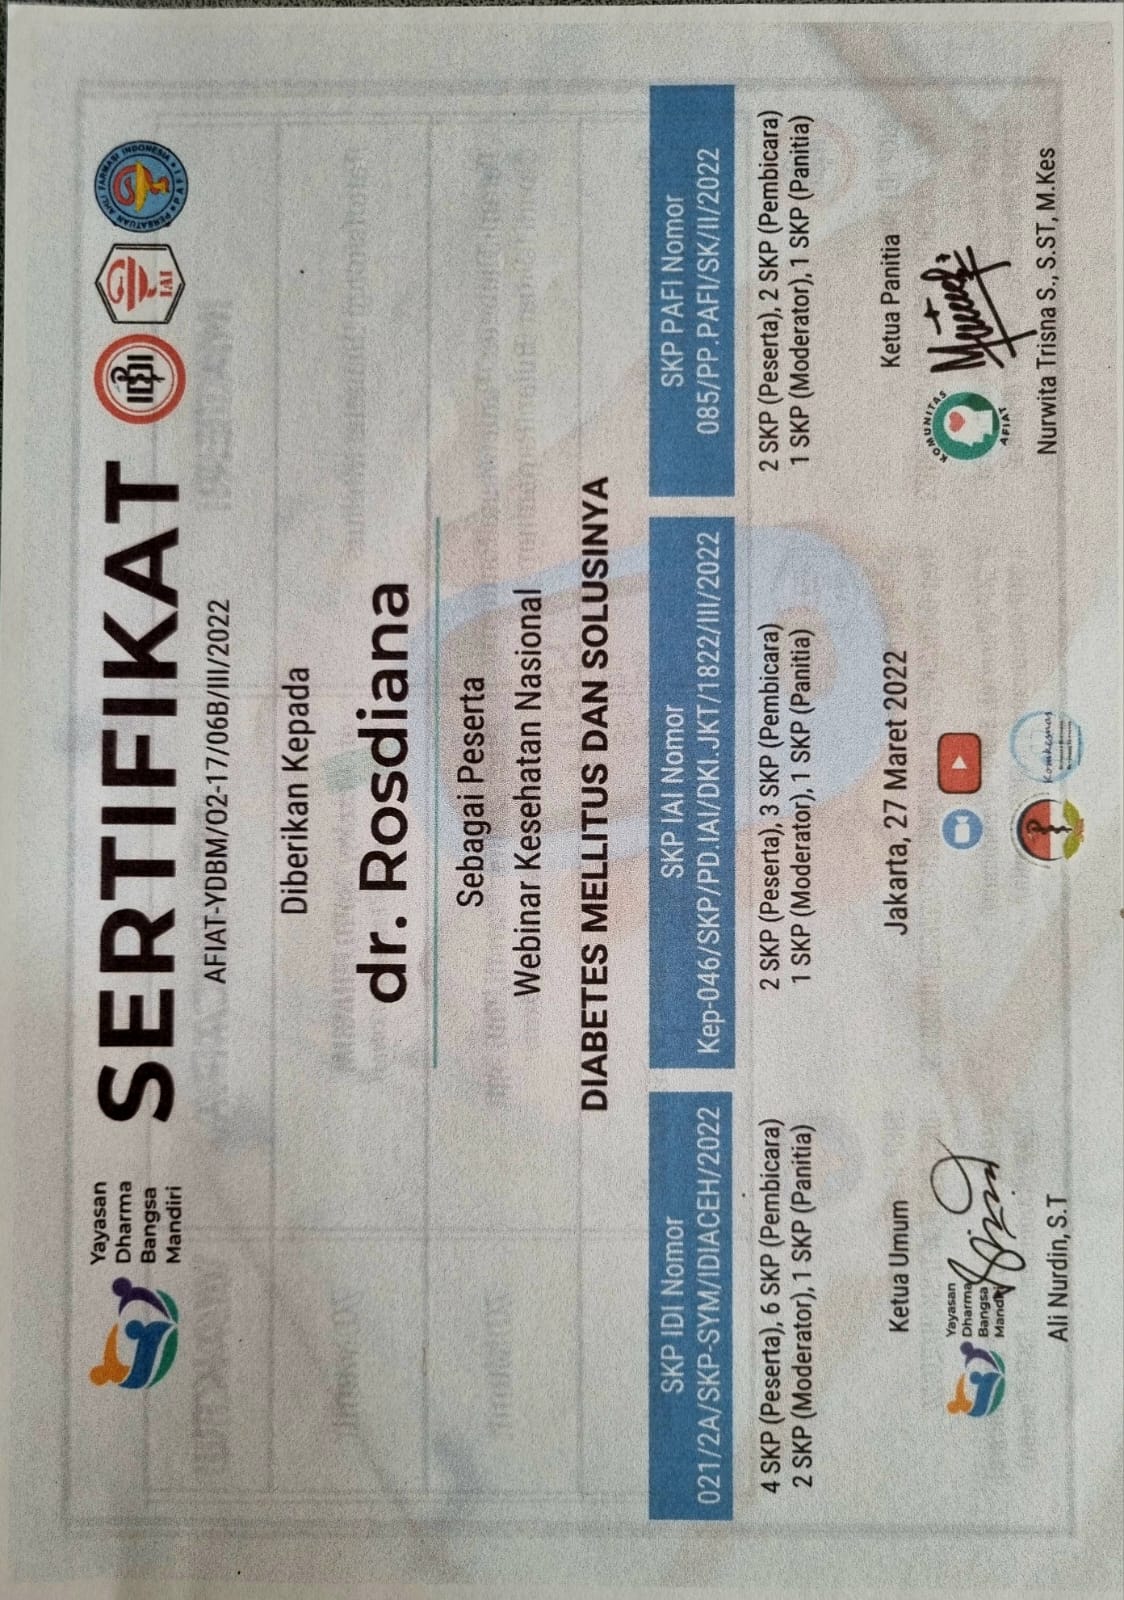 Yayasan
Dharma
Bangsa
Mandiri
SERTIFIKAT
IDI
IAI
PERSATUAN AHLI FARMASI INDONESIA
AFIAT-YDBM/02-17/06B/III/2022
Diberikan Kepada
dr. Rosdiana
Sebagai Peserta
Webinar Kesehatan Nasional
DIABETES MELLITUS DAN SOLUSINYA
SKP IDI Nomor
021/2A/SKP-SYM/IDIACEH/2022
4 SKP (Peserta), 6 SKP (Pembicara)
2 SKP (Moderator), 1 SKP (Panitia)
SKP IAI Nomor
Kep-046/SKP/PD.IAI/DKI.JKT/1822/III/2022
2 SKP (Peserta), 3 SKP (Pembicara)
1 SKP (Moderator), 1 SKP (Panitia)
SKP PAFI Nomor
085/PP.PAFI/SK/II/2022
2 SKP (Peserta), 2 SKP (Pembicara)
1 SKP (Moderator), 1 SKP (Panitia)
Ketua Umum
Yayasan
Dharma
Bangsa
Mandiri
Ali Nurdin, S.T
Jakarta, 27 Maret 2022
Ketua Panitia
KOMUNITAS
AFIAT
Nurwita Trisna S., S.ST, M.Kes